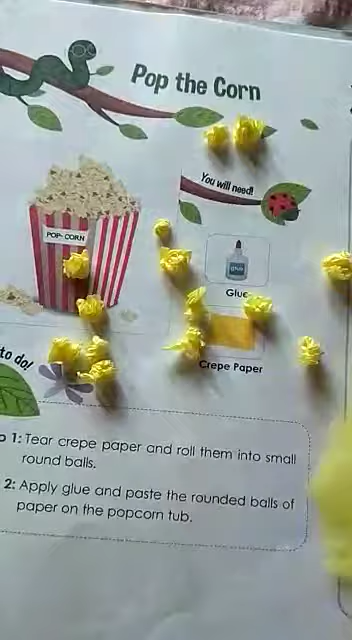 Pop the Corn
You will need!
POP-CORN
glue
Glue
Crepe Paper
to do!
1: Tear crepe paper and roll them into small
round balls.
2: Apply glue and paste the rounded balls of
paper on the popcorn tub.